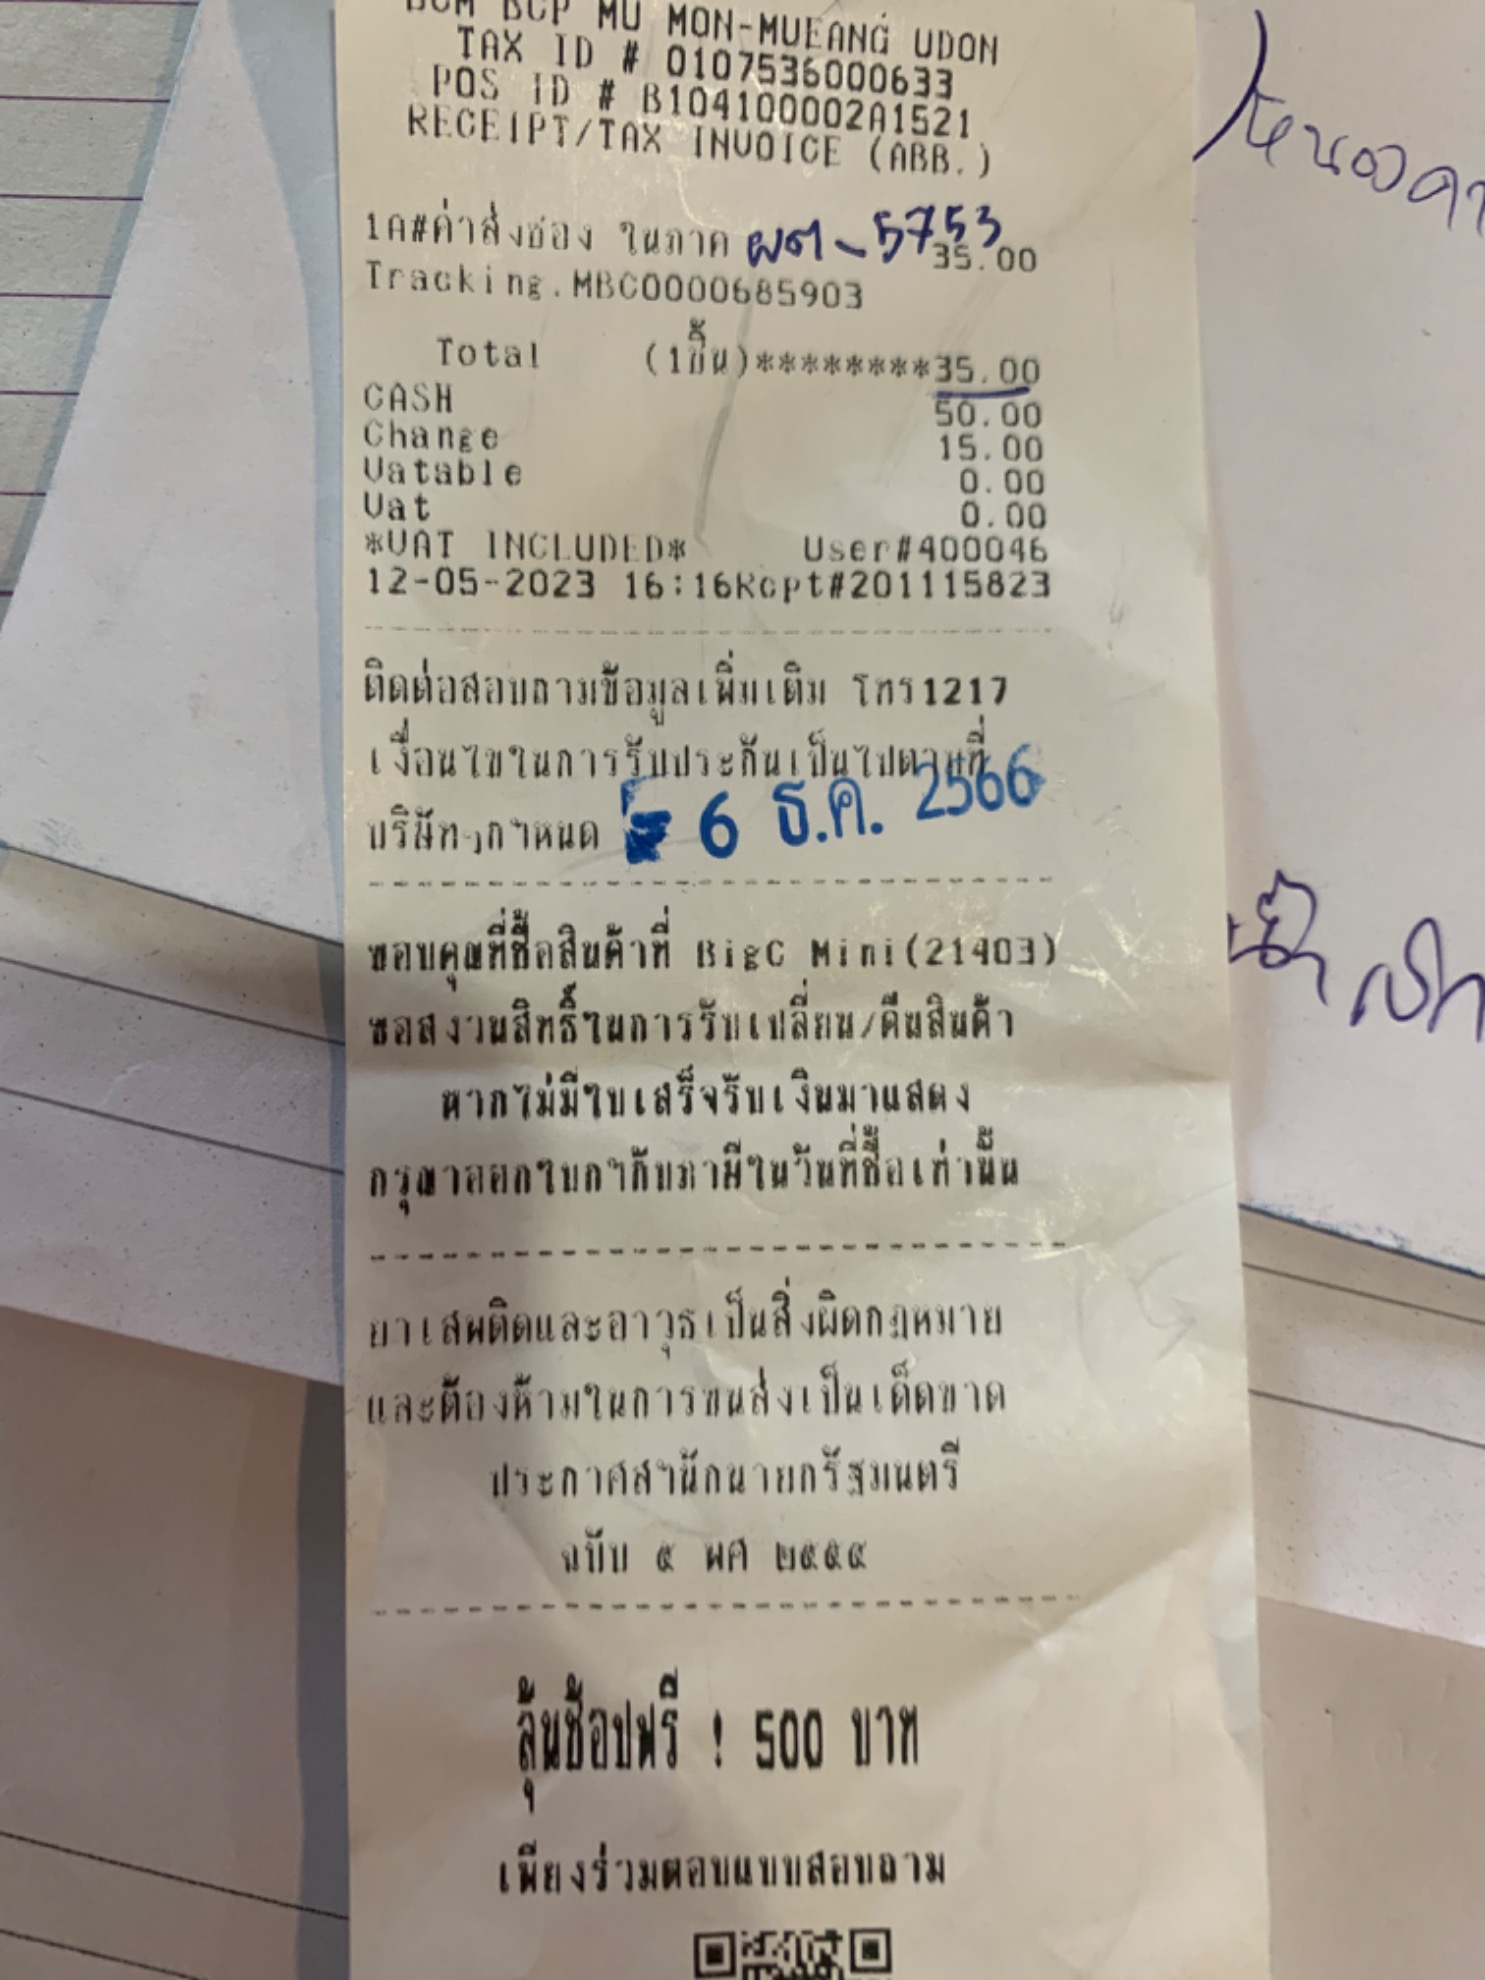 BCM BCP MU MON-MUEANG UDON
TAX ID # 0107536000633
POS ID # B104100002A1521
RECEIPT/TAX INVOICE (ABB.)
1A#ค่าส่งซอง ในภาค 35.00
ผศา - 5753
Tracking.MBC0000685903
Total (1ชิ้น)********35.00
CASH 50.00
Change 15.00
Vatable 0.00
Vat 0.00
*VAT INCLUDED* User#400046
12-05-2023 16:16Rcpt#201115823
ติดต่อสอบถามข้อมูลเพิ่มเติม โทร1217
เงื่อนไขในการรับประกันเป็นไปตามที่
บริษัทฯกำหนด
- 6 ธ.ค. 2566
ขอบคุณที่ซื้อสินค้าที่ BigC Mini(21403)
ขอสงวนสิทธิ์ในการรับเปลี่ยน/คืนสินค้า
หากไม่มีใบเสร็จรับเงินมาแสดง
กรุณาออกใบกำกับภาษีในวันที่ซื้อเท่านั้น
ยาเสพติดและอาวุธเป็นสิ่งผิดกฎหมาย
และต้องห้ามในการขนส่งเป็นเด็ดขาด
ประกาศสำนักนายกรัฐมนตรี
ฉบับ ๕ พศ ๒๕๕๔
ลุ้นช้อปฟรี ! 500 บาท
เพียงร่วมตอบแบบสอบถาม